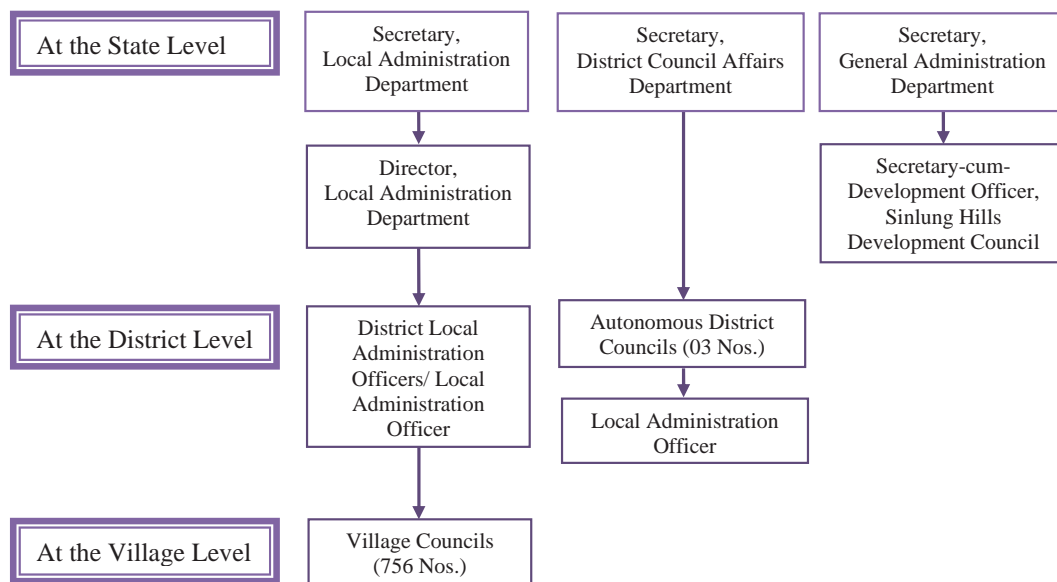 At the State Level
Secretary,
Local Administration
Department
Secretary,
District Council Affairs
Department
Secretary,
General Administration
Department
Director,
Local Administration
Department
Secretary-cum-
Development Officer,
Sinlung Hills
Development Council
At the District Level
District Local
Administration
Officers/ Local
Administration
Officer
Autonomous District
Councils (03 Nos.)
Local Administration
Officer
At the Village Level
Village Councils
(756 Nos.)